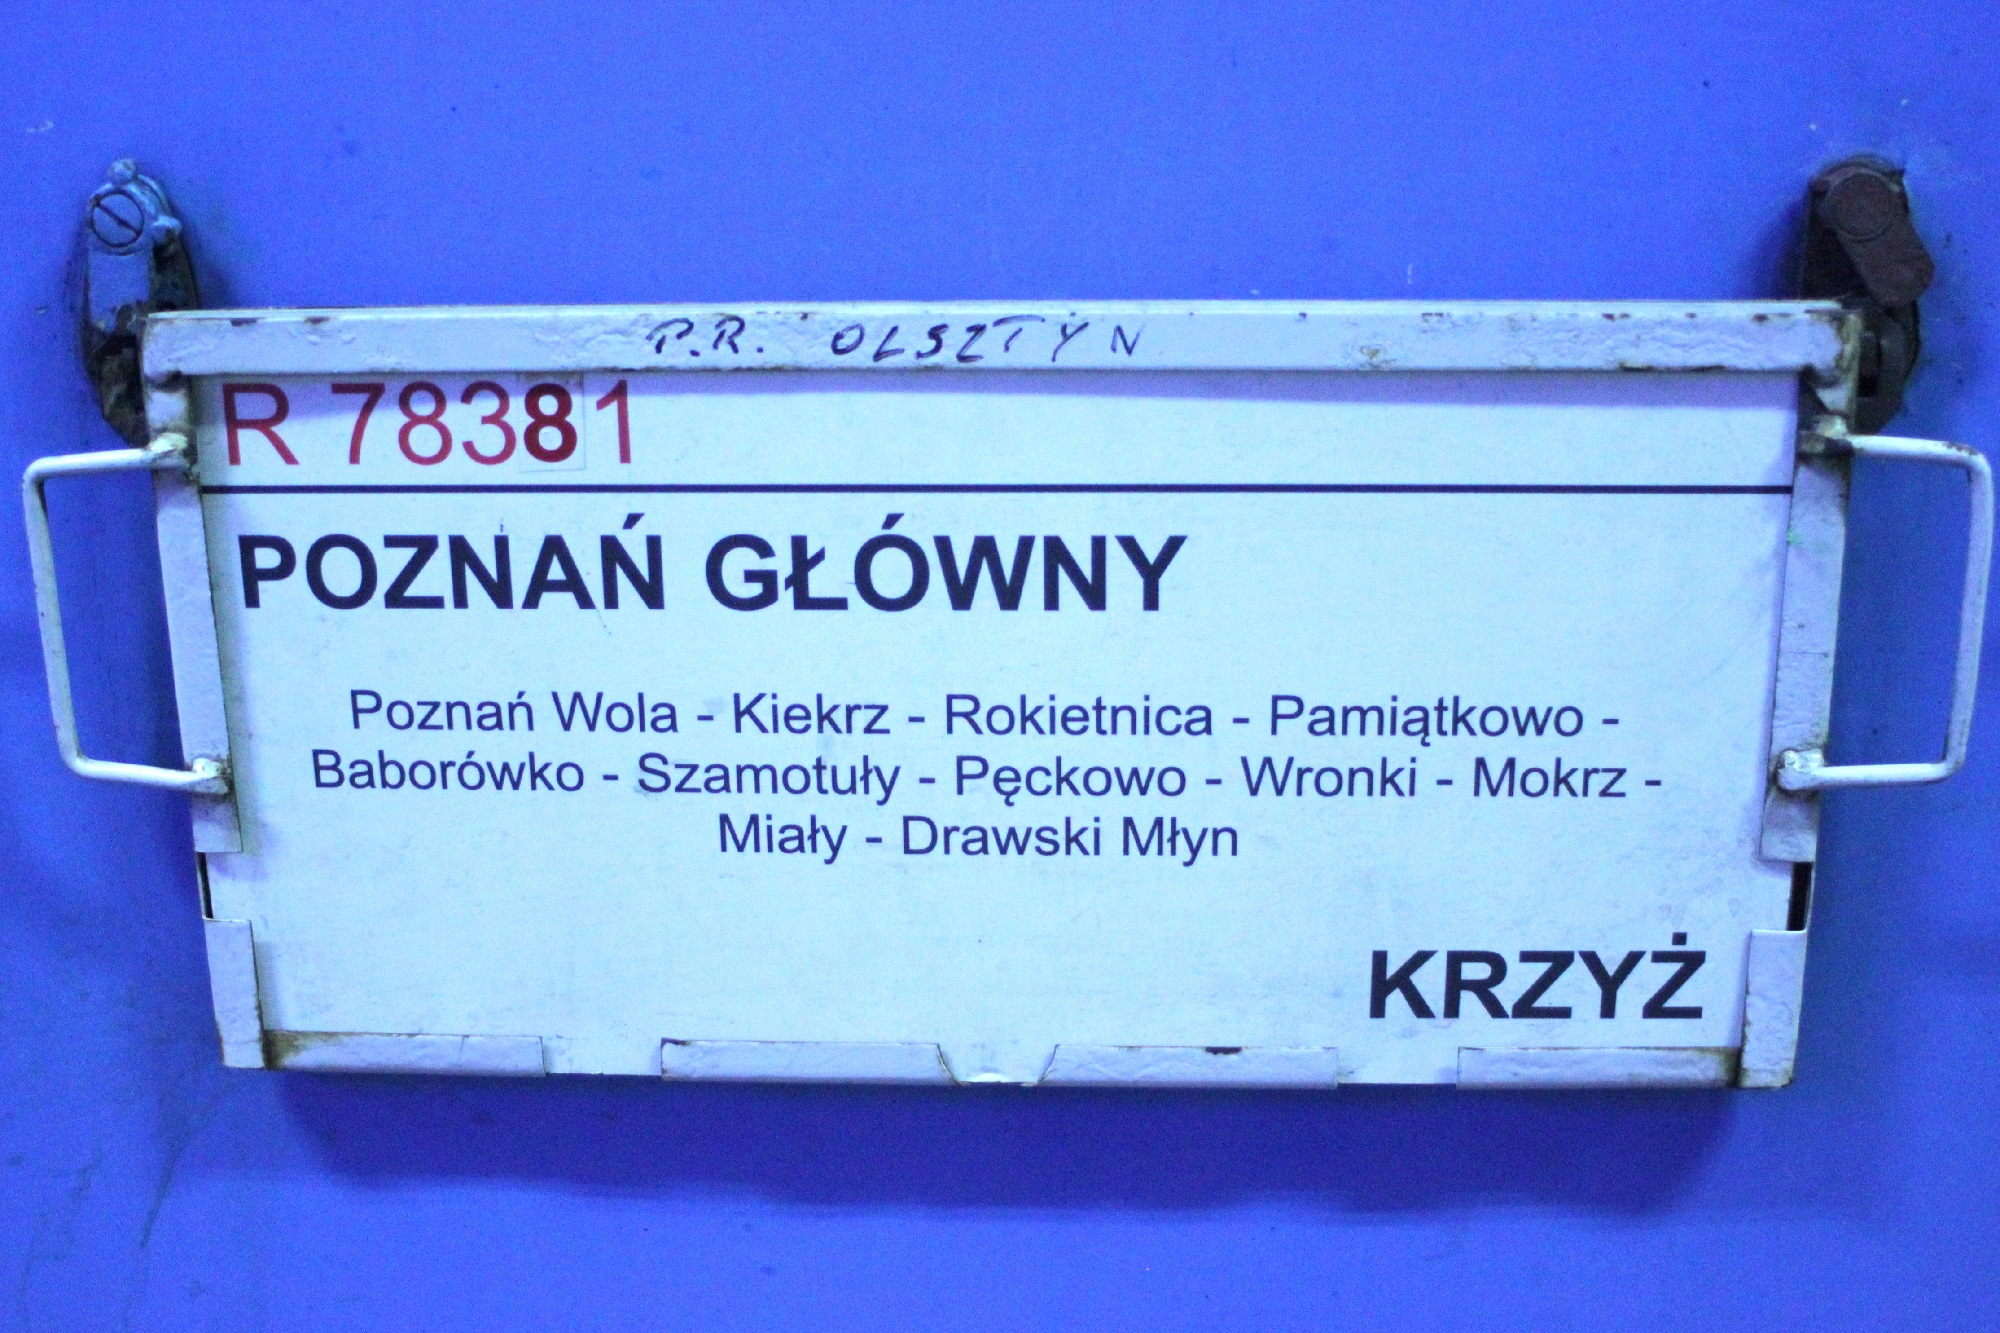 P.R. OLSZTYN
R 78381
POZNAŃ GŁÓWNY
Poznań Wola - Kiekrz - Rokietnica - Pamiątkowo -
Baborówko - Szamotuły - Pęckowo - Wronki - Mokrz -
Miały - Drawski Młyn
KRZYŻ